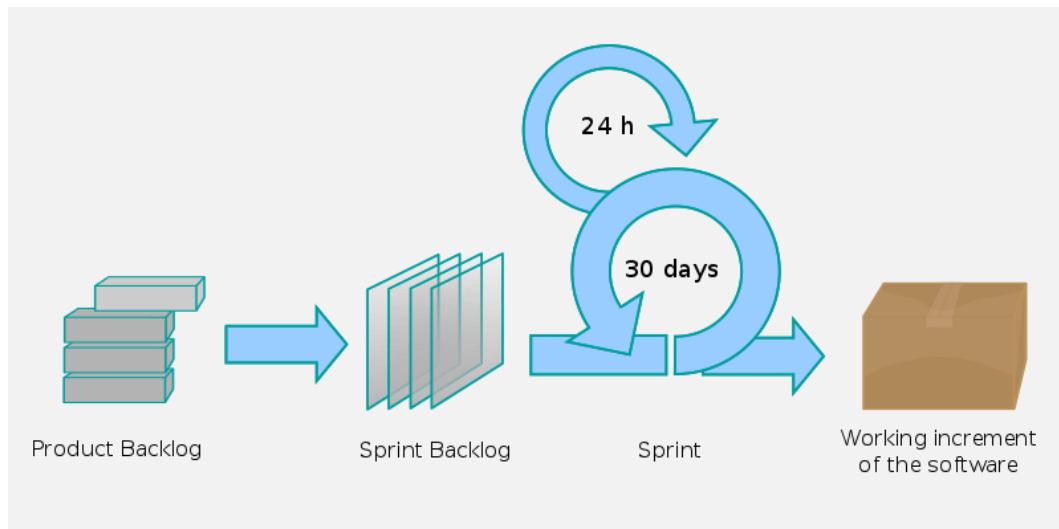 24 h
30 days
Product Backlog
Sprint Backlog
Sprint
Working increment
of the software